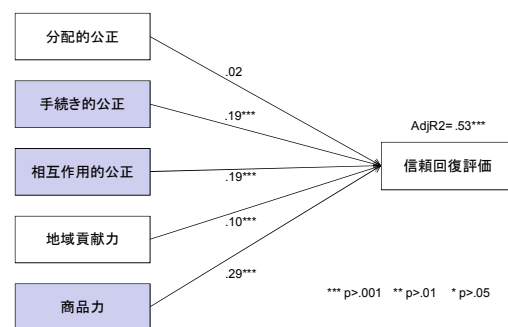 分配的公正
.02
手続き的公正
.19***
AdjR2= .53***
相互作用的公正
信頼回復評価
.19***
地域貢献力
.10***
.29***
商品力
*** p>.001 ** p>.01 * p>.05